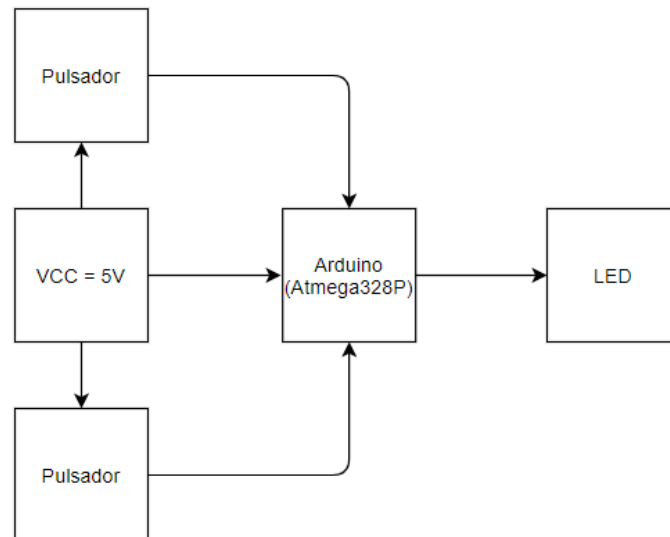 Pulsador
VCC = 5V
Arduino
(Atmega328P)
LED
Pulsador